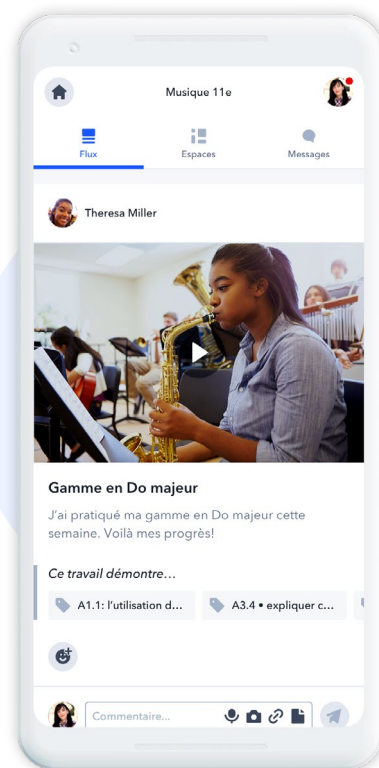 Musique 11e
Flux
Espaces
Messages
Theresa Miller
Gamme en Do majeur
J'ai pratiqué ma gamme en Do majeur cette
semaine. Voilà mes progrès!
Ce travail démontre…
A1.1: l'utilisation d...
A3.4 • expliquer c...
Commentaire...